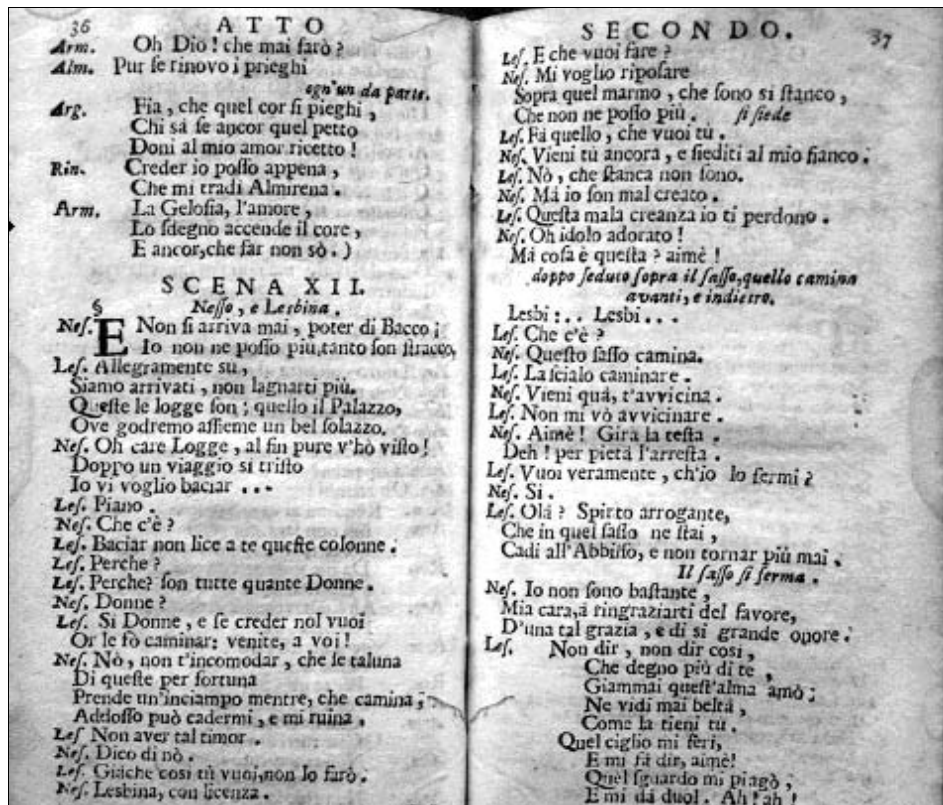 36 ATTO
Arm. Oh Dio ! che mai farò ?
Alm. Pur ſe rinovo i prieghi
ogn'un da parte.
Arg. Fia , che quel cor ſi pieghi ,
Chi sá ſe ancor quel petto
Doni al mio amor ricetto !
Rin. Creder io poſſo appena ,
Che mi tradi Almirena .
Arm. La Geloſia, l'amore ,
Lo ſdegno accende il core ,
E ancor,che far non sò . )
SCENA XII.
§ Neſſo , e Lesbina .
Neſ. E Non ſi arriva mai , poter di Bacco ;
Io non ne poſſo piu,tanto ſon ſtracco,
Leſ. Allegramente su ,
Siamo arrivati , non lagnarti più.
Queſte le logge ſon ; quello il Palazzo,
Ove godremo aſſieme un bel ſolazzo.
Neſ. Oh care Logge , al fin pure v'hò viſto !
Doppo un viaggio si triſto
Io vi voglio baciar . . .
Leſ. Piano .
Neſ. Che c'è ?
Leſ. Baciar non lice a te queſte colonne .
Leſ. Perche ?
Leſ. Perche? ſon tutte quante Donne .
Neſ. Donne ?
Leſ. Si Donne , e ſe creder nol vuoi
Or le fò caminar: venite, a voi !
Neſ. Nò , non t'incomodar , che ſe taluna
Di queſte per fortuna
Prende un'inciampo mentre, che camina ;
Addoſſo può cadermi , e mi ruina ,
Leſ Non aver tal timor .
Neſ. Dico di nò .
Leſ. Giàche cosi tù vuoi,non lo farò .
Neſ. Lesbina, con licenza .
SECONDO. 37
Leſ. E che vuoi fare ?
Neſ. Mi voglio ripoſare
Sopra quel marmo , che ſono si ſtanco ,
Che non ne poſſo più . ſi ſiede
Leſ. Fá quello , che vuoi tu .
Neſ. Vieni tù ancora , e ſiediti al mio fianco .
Leſ. Nò , che ſtanca non ſono.
Neſ. Má io ſon mal creato .
Leſ. Queſta mala creanza io ti perdono .
Neſ. Oh idolo adorato !
Má coſa è queſta ? aimè !
doppo ſeduto ſopra il ſaſſo,quello camina
avanti, e indietro.
Lesbi : . . Lesbi . . .
Leſ. Che c'è ?
Neſ. Queſto ſaſſo camina.
Leſ. Laſcialo caminare .
Neſ. Vieni quá, t'avvicina .
Leſ. Non mi vò avvicinare .
Neſ. Aimè ! Gira la teſta .
Deh ! per pietá l'arreſta .
Leſ. Vuoi veramente , ch'io lo fermi ?
Neſ. Si .
Leſ. Olá ? Spirto arrogante,
Che in quel ſaſſo ne ſtai ,
Cadi all'Abbiſſo, e non tornar più mai .
Il ſaſſo ſi ferma .
Neſ. Io non ſono baſtante ,
Mia cara,á ringraziarti del favore,
D'una tal grazia , e di si grande onore .
Leſ. Non dir , non dir cosi ,
Che degno più di te ,
Giammai queſt'alma amò ;
Ne vidi mai beltá ,
Come la tieni tu .
Quel ciglio mi feri,
E mi fá dir, aimè!
Quel ſguardo mi piagò ,
E mi dá duol . Ah ! ah !